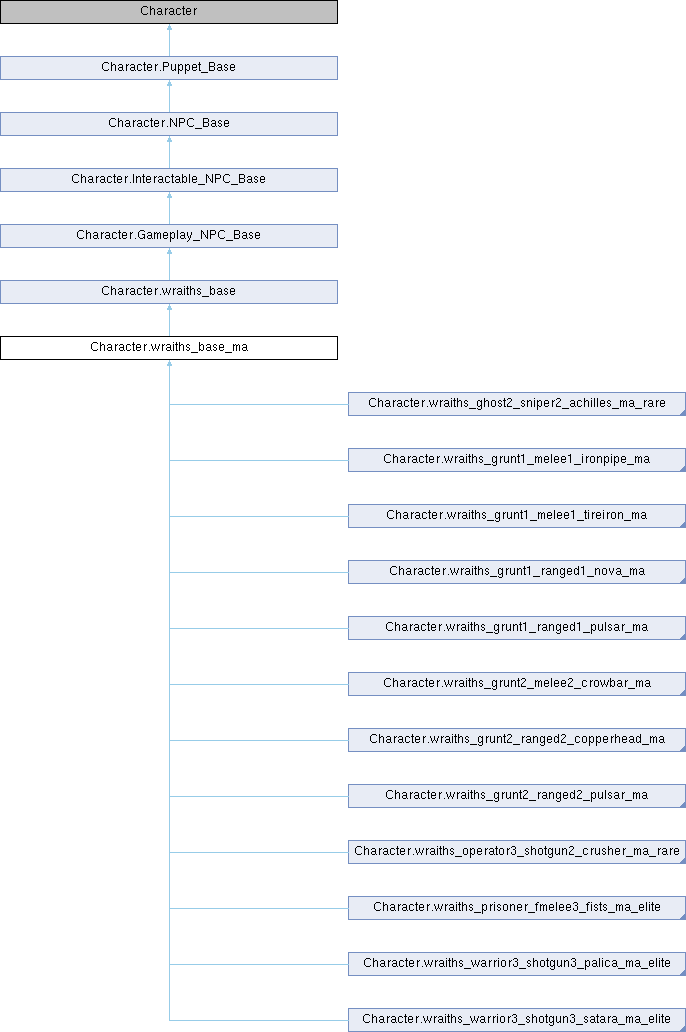 Character
Character.Puppet_Base
Character.NPC_Base
Character.Interactable_NPC_Base
Character.Gameplay_NPC_Base
Character.wraiths_base
Character.wraiths_base_ma
Character.wraiths_ghost2_sniper2_achilles_ma_rare
Character.wraiths_grunt1_melee1_ironpipe_ma
Character.wraiths_grunt1_melee1_tireiron_ma
Character.wraiths_grunt1_ranged1_nova_ma
Character.wraiths_grunt1_ranged1_pulsar_ma
Character.wraiths_grunt2_melee2_crowbar_ma
Character.wraiths_grunt2_ranged2_copperhead_ma
Character.wraiths_grunt2_ranged2_pulsar_ma
Character.wraiths_operator3_shotgun2_crusher_ma_rare
Character.wraiths_prisoner_fmelee3_fists_ma_elite
Character.wraiths_warrior3_shotgun3_palica_ma_elite
Character.wraiths_warrior3_shotgun3_satara_ma_elite